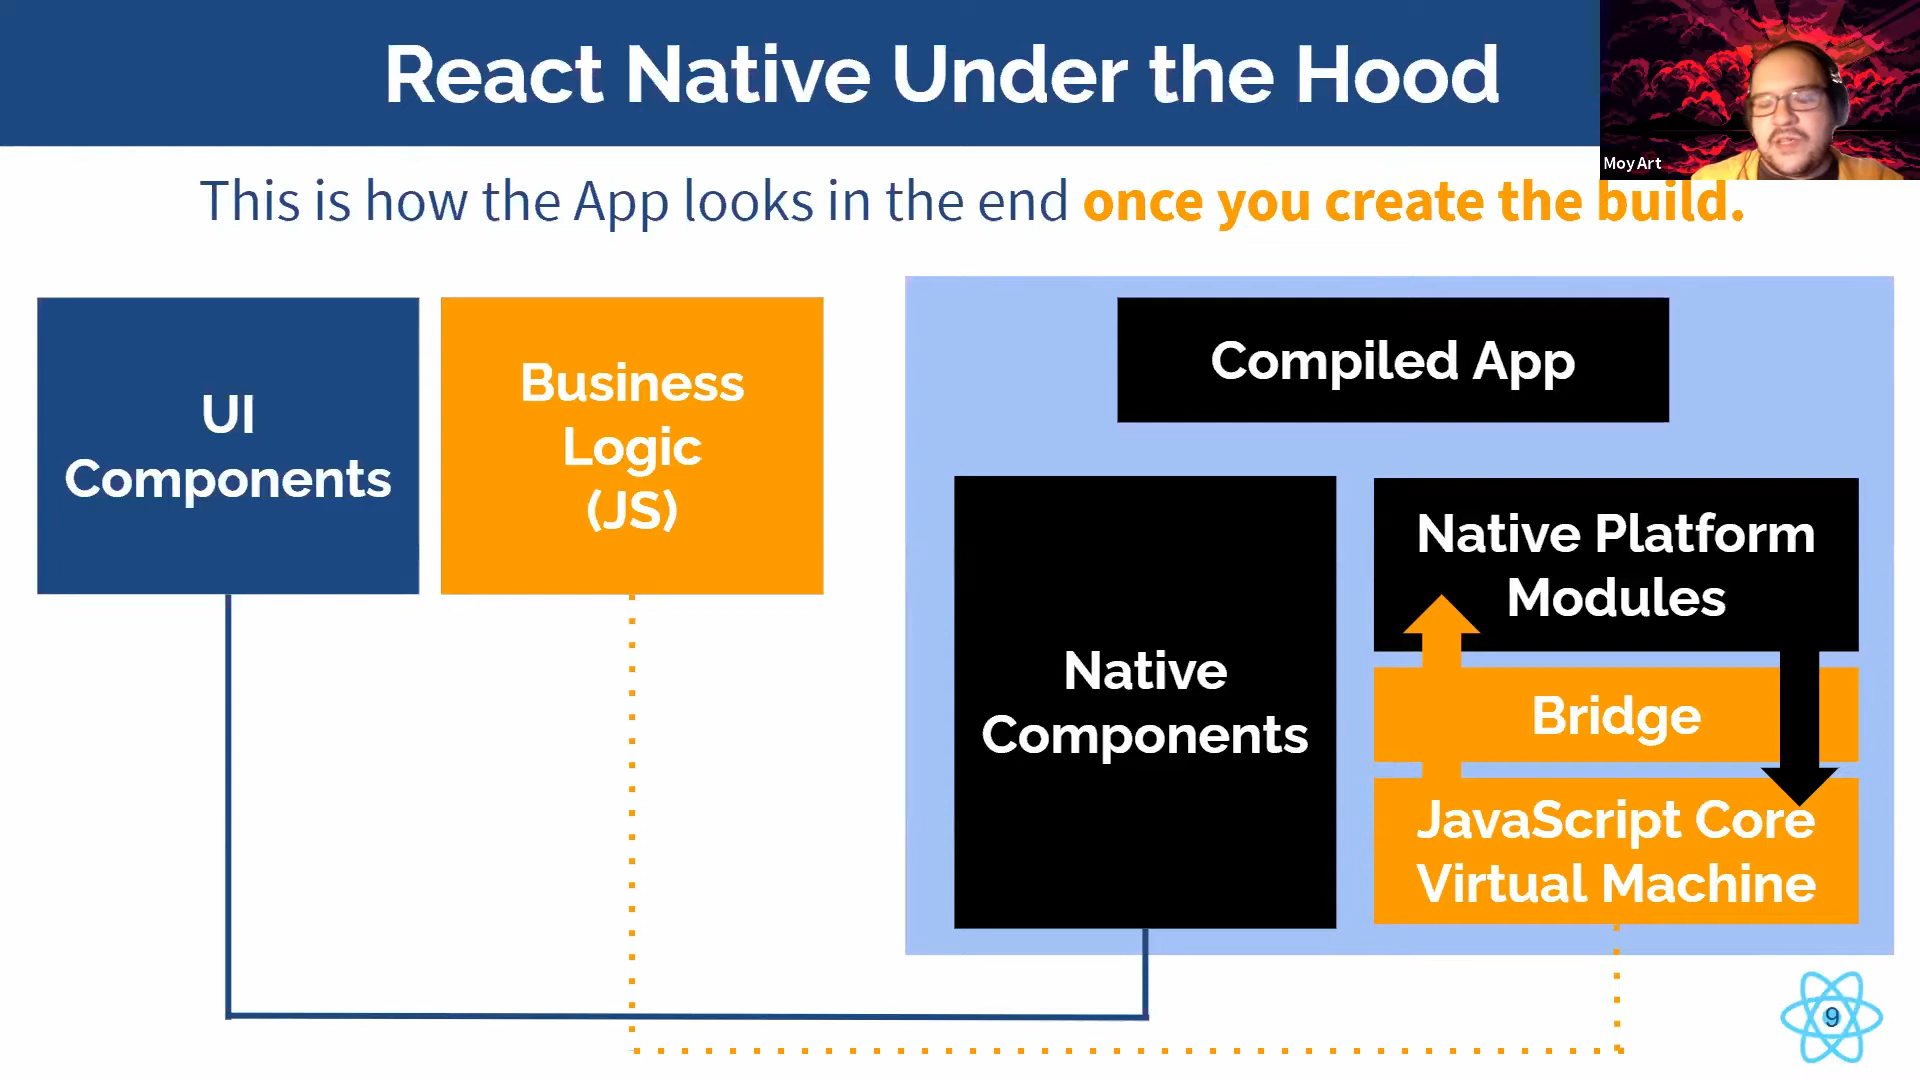 React Native Under the Hood
Moy Art
This is how the App looks in the end once you create the build.
UI
Components
Business
Logic
(JS)
Compiled App
Native
Components
Native Platform
Modules
Bridge
JavaScript Core
Virtual Machine
9